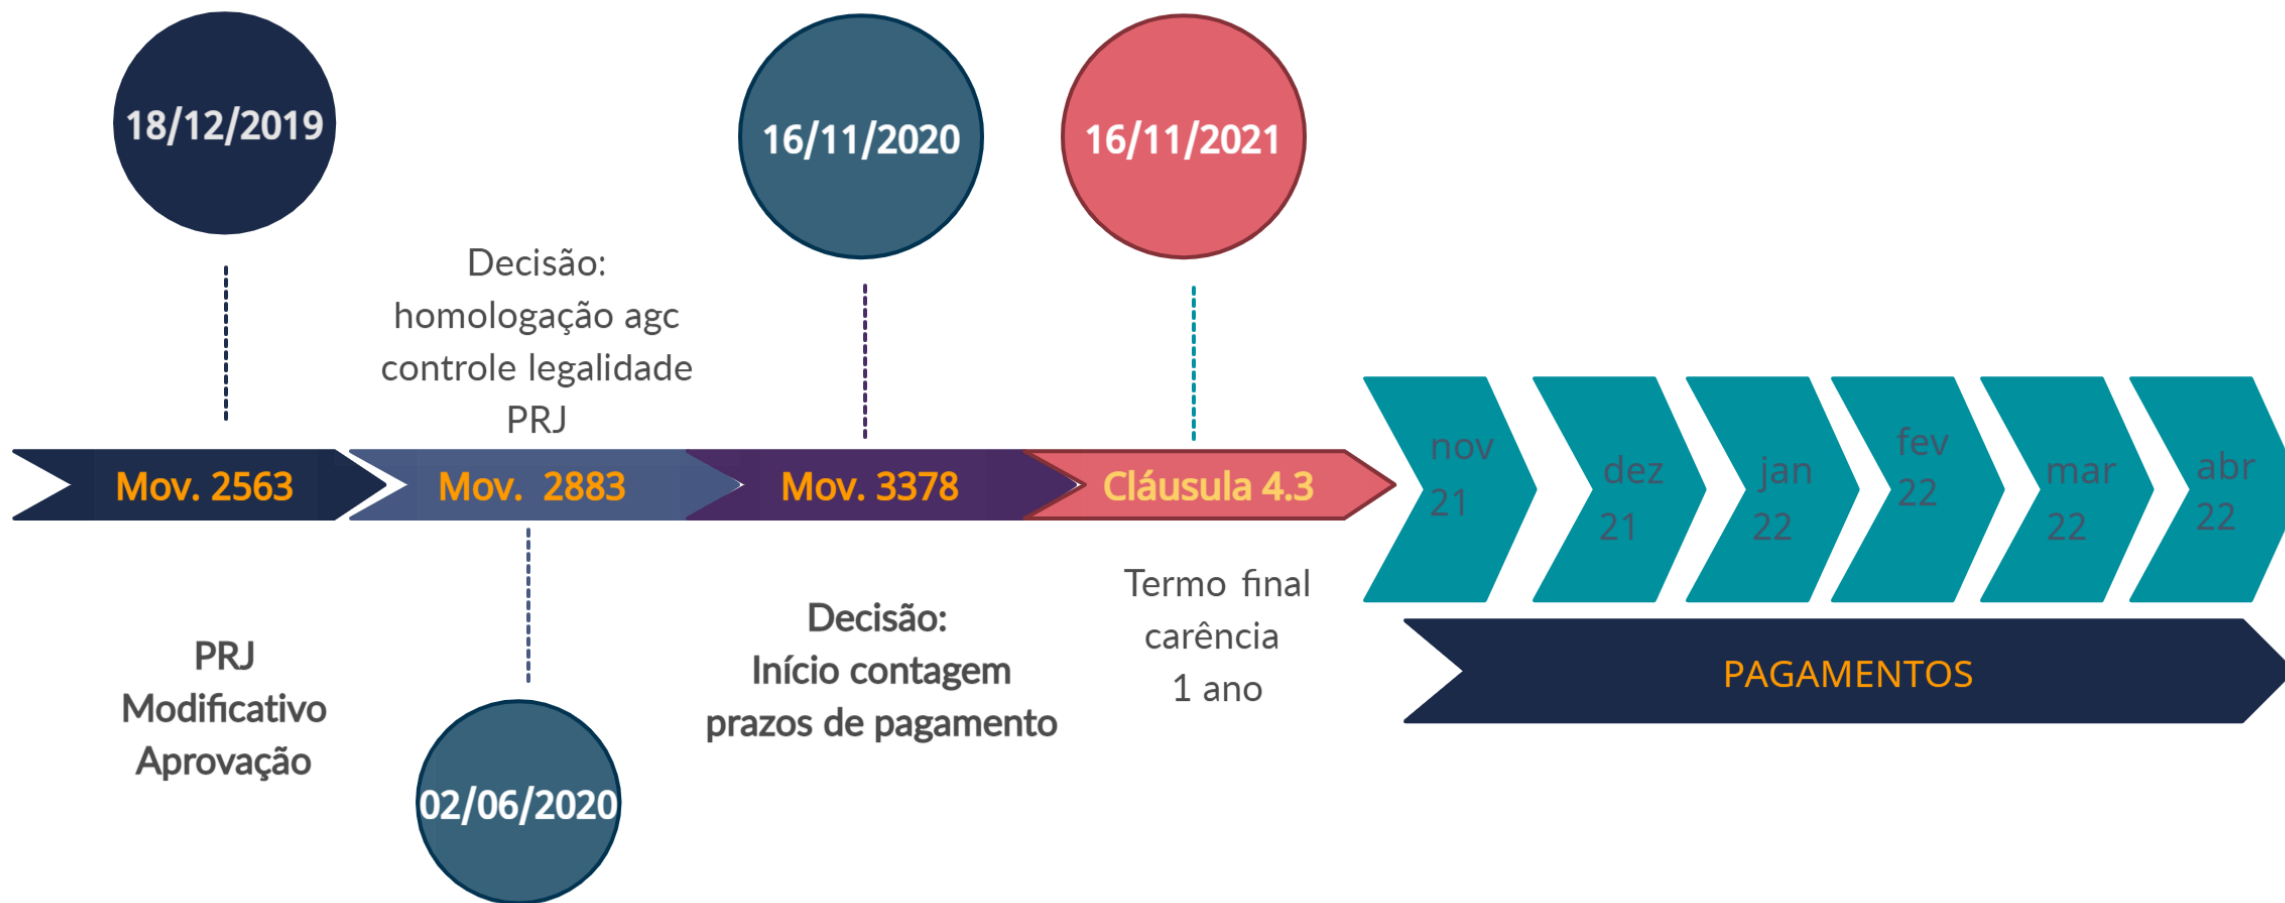 18/12/2019
16/11/2020
16/11/2021
Decisão:
homologação agc
controle legalidade
PRJ
Mov. 2563
Mov.  2883
Mov. 3378
Cláusula 4.3
nov
21
dez
21
jan
22
fev
22
mar
22
abr
22
PRJ
Modificativo
Aprovação
02/06/2020
Decisão:
Início contagem
prazos de pagamento
Termo final
carência
1 ano
PAGAMENTOS